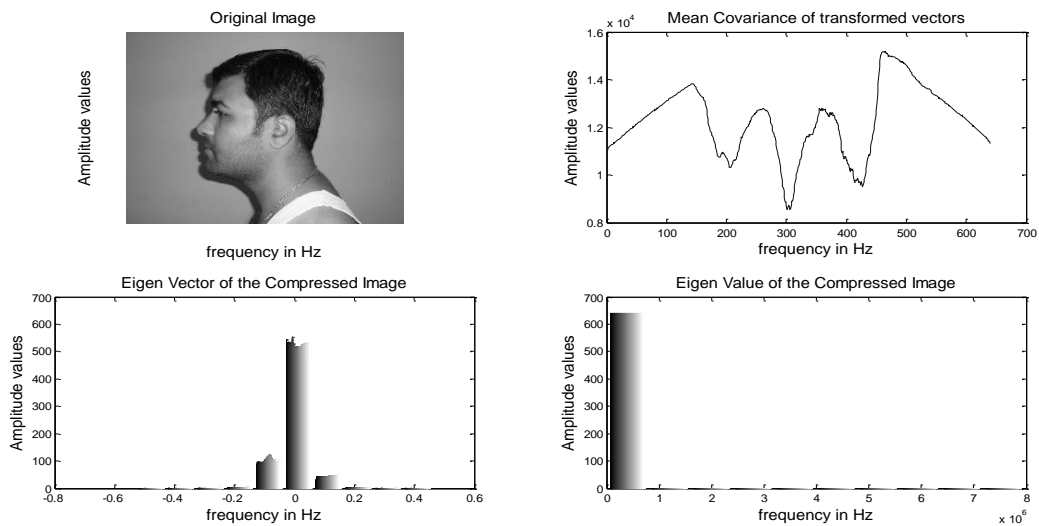 Original Image
Amplitude values
frequency in Hz
Mean Covariance of transformed vectors
x 10^4
1.6
1.4
1.2
1
0.8
0 100 200 300 400 500 600 700
Amplitude values
frequency in Hz
Eigen Vector of the Compressed Image
700
600
500
400
300
200
100
0
-0.8 -0.6 -0.4 -0.2 0 0.2 0.4 0.6
Amplitude values
frequency in Hz
Eigen Value of the Compressed Image
700
600
500
400
300
200
100
0
0 1 2 3 4 5 6 7 8
Amplitude values
frequency in Hz
x 10^6